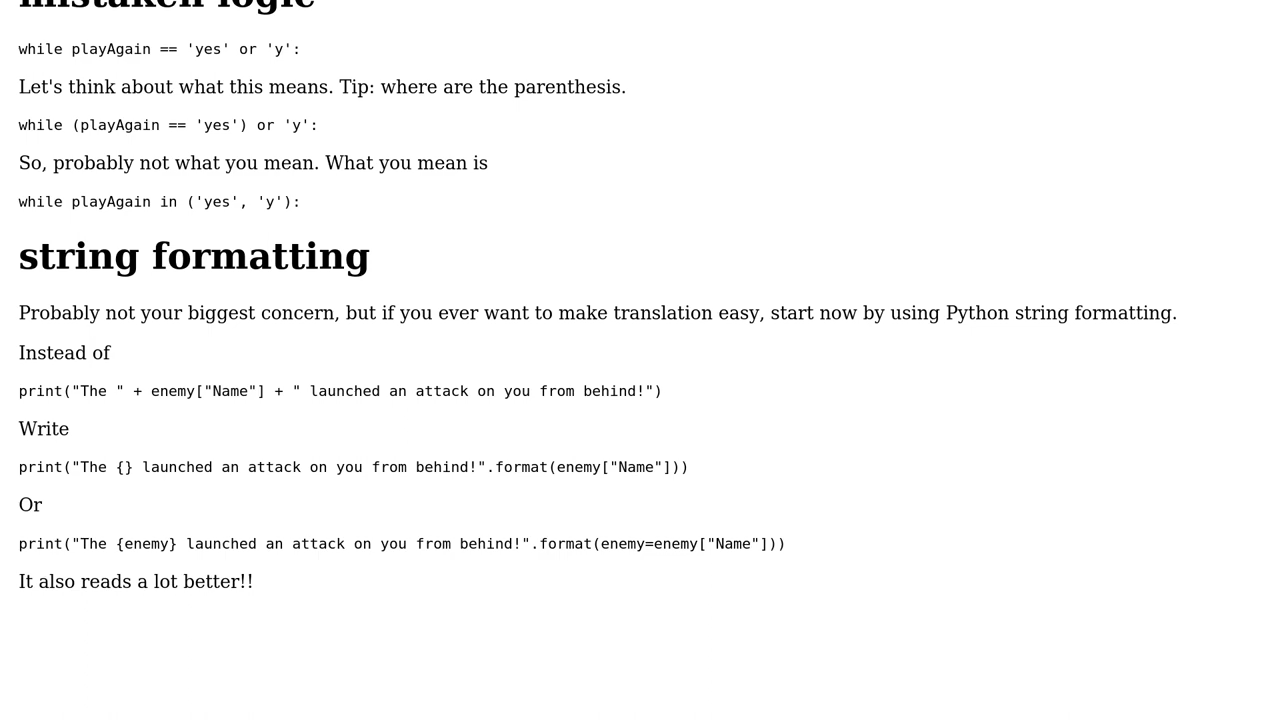 mistaken logic
while playAgain == 'yes' or 'y':
Let's think about what this means. Tip: where are the parenthesis.
while (playAgain == 'yes') or 'y':
So, probably not what you mean. What you mean is
while playAgain in ('yes', 'y'):
string formatting
Probably not your biggest concern, but if you ever want to make translation easy, start now by using Python string formatting.
Instead of
print("The " + enemy["Name"] + " launched an attack on you from behind!")
Write
print("The {} launched an attack on you from behind!".format(enemy["Name"]))
Or
print("The {enemy} launched an attack on you from behind!".format(enemy=enemy["Name"]))
It also reads a lot better!!